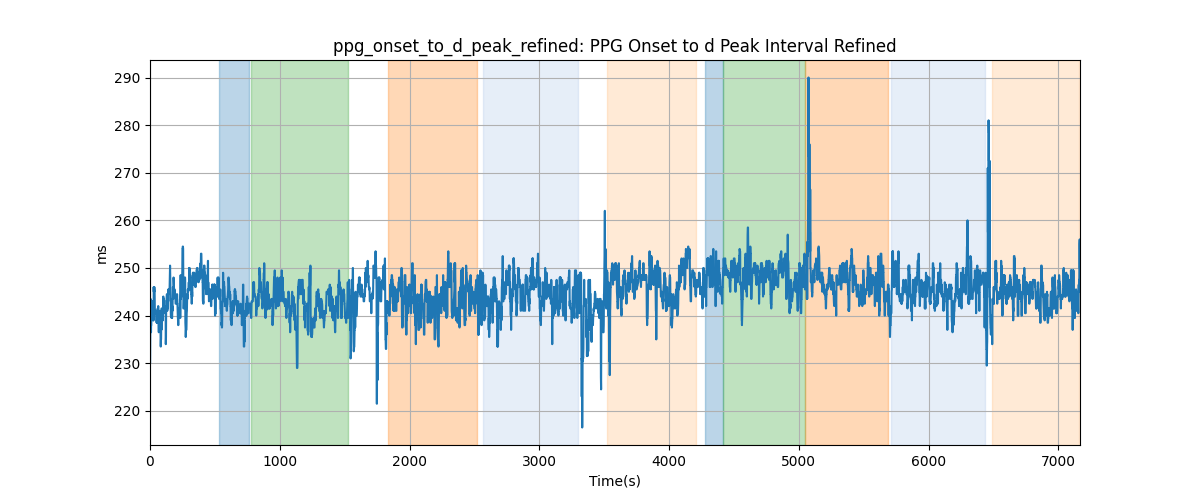 ppg_onset_to_d_peak_refined: PPG Onset to d Peak Interval Refined
290
280
270
260
250
240
230
220
ms
0 1000 2000 3000 4000 5000 6000 7000
Time(s)